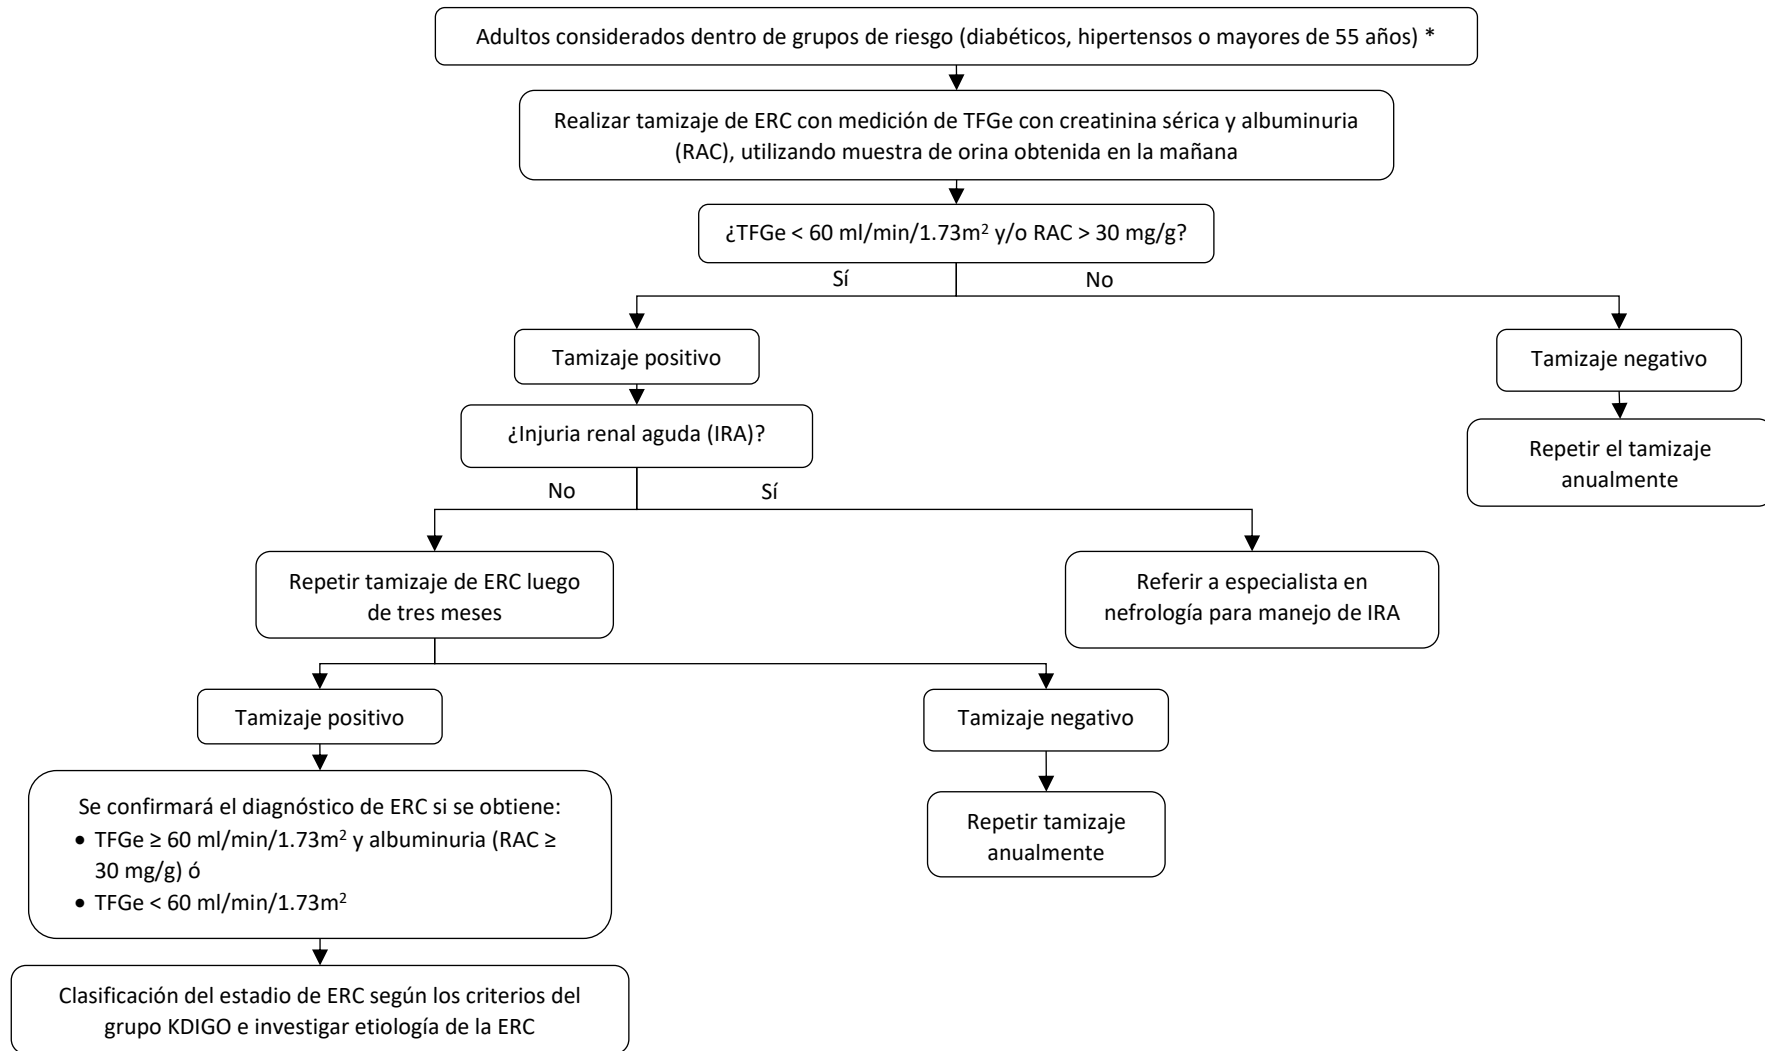 Adultos considerados dentro de grupos de riesgo (diabéticos, hipertensos o mayores de 55 años) *
Realizar tamizaje de ERC con medición de TFGe con creatinina sérica y albuminuria
(RAC), utilizando muestra de orina obtenida en la mañana
¿TFGe < 60 ml/min/1.73m² y/o RAC > 30 mg/g?
Sí
No
Tamizaje positivo
Tamizaje negativo
¿Injuria renal aguda (IRA)?
Repetir el tamizaje
anualmente
No
Sí
Repetir tamizaje de ERC luego
de tres meses
Referir a especialista en
nefrología para manejo de IRA
Tamizaje positivo
Tamizaje negativo
Se confirmará el diagnóstico de ERC si se obtiene:
• TFGe ≥ 60 ml/min/1.73m² y albuminuria (RAC ≥
30 mg/g) ó
• TFGe < 60 ml/min/1.73m²
Repetir tamizaje
anualmente
Clasificación del estadio de ERC según los criterios del
grupo KDIGO e investigar etiología de la ERC